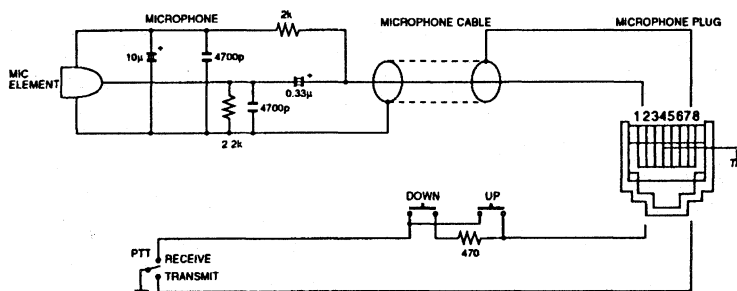 MICROPHONE
2k
MICROPHONE CABLE
MICROPHONE PLUG
10μ
+
4700p
MIC
ELEMENT
+
0.33μ
4700p
2 2k
12345678
DOWN
UP
470
PTT
RECEIVE
TRANSMIT